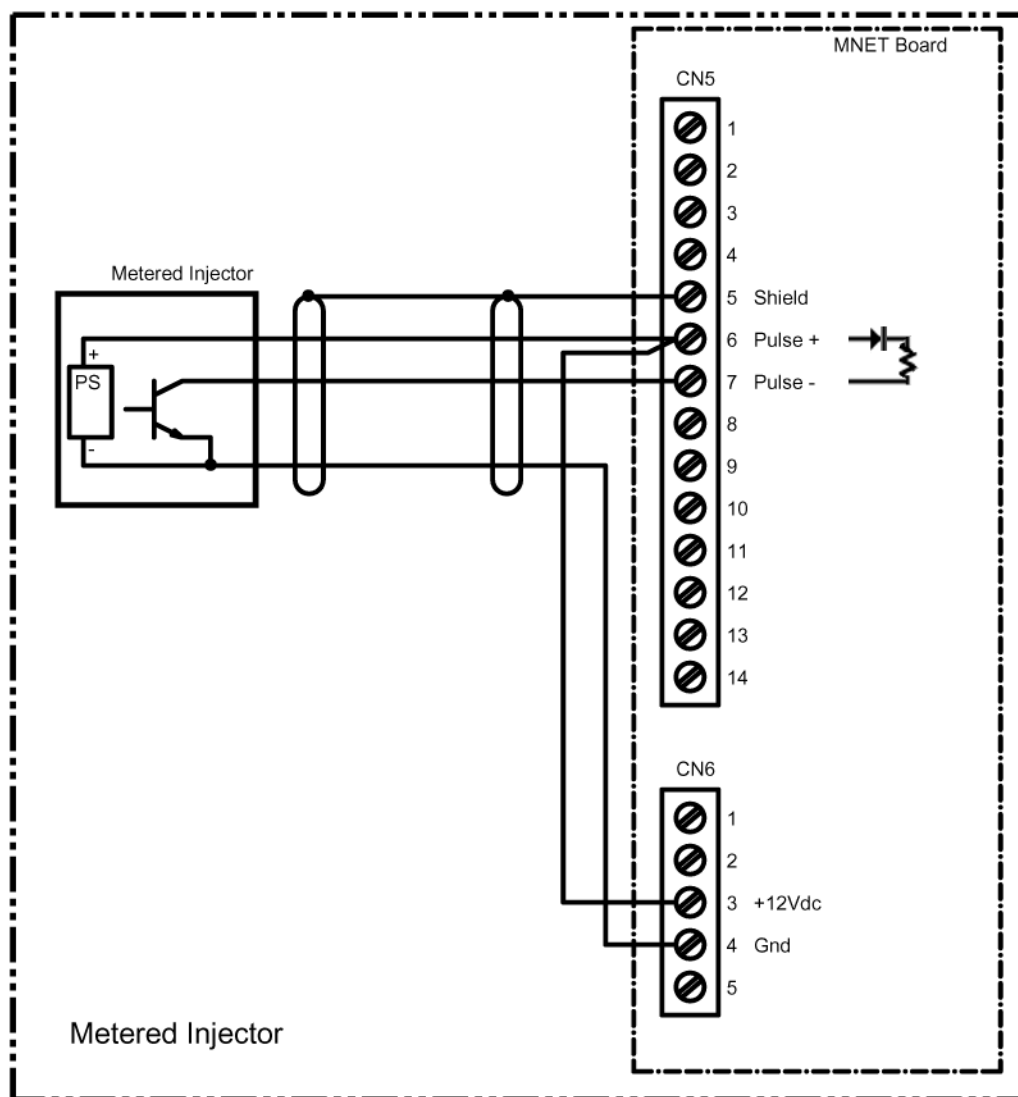 MNET Board
CN5
1
2
3
4
Metered Injector
5 Shield
6 Pulse +
+
PS
7 Pulse -
8
-
9
10
11
12
13
14
CN6
1
2
3 +12Vdc
4 Gnd
5
Metered Injector